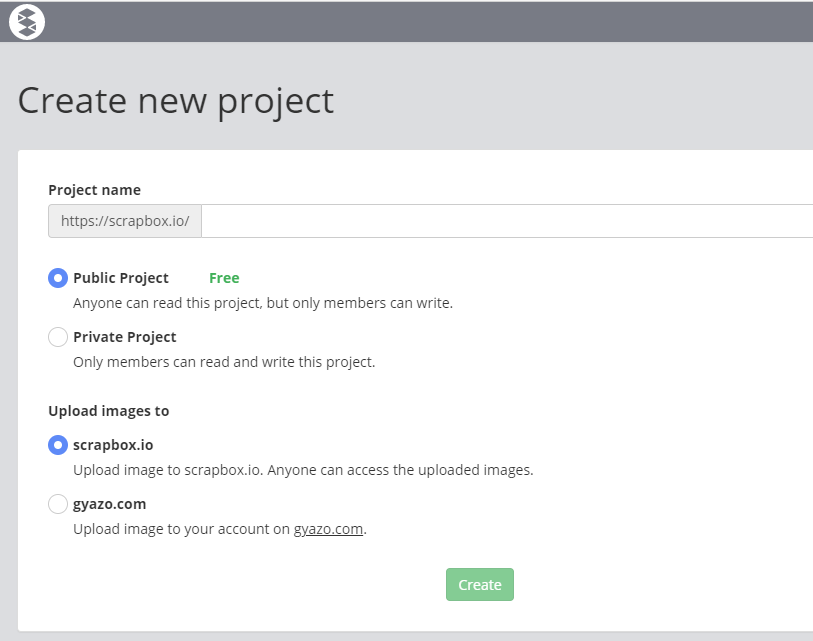 Create new project
Project name
https://scrapbox.io/
Public Project Free
Anyone can read this project, but only members can write.
Private Project
Only members can read and write this project.
Upload images to
scrapbox.io
Upload image to scrapbox.io. Anyone can access the uploaded images.
gyazo.com
Upload image to your account on gyazo.com.
Create